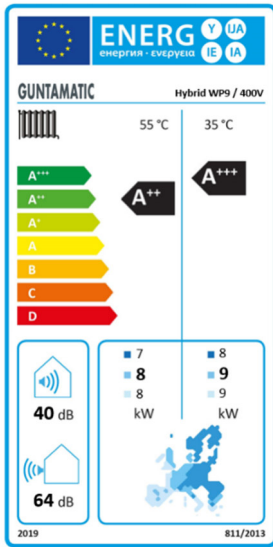 ENERG Y IJA
енергия · ενεργεια IE IA
GUNTAMATIC Hybrid WP9 / 400V
55 °C 35 °C
A+++ A+++
A++ A++
A+
A
B
C
D
7 8
8 9
8 9
kW kW
40 dB
64 dB
2019 811/2013